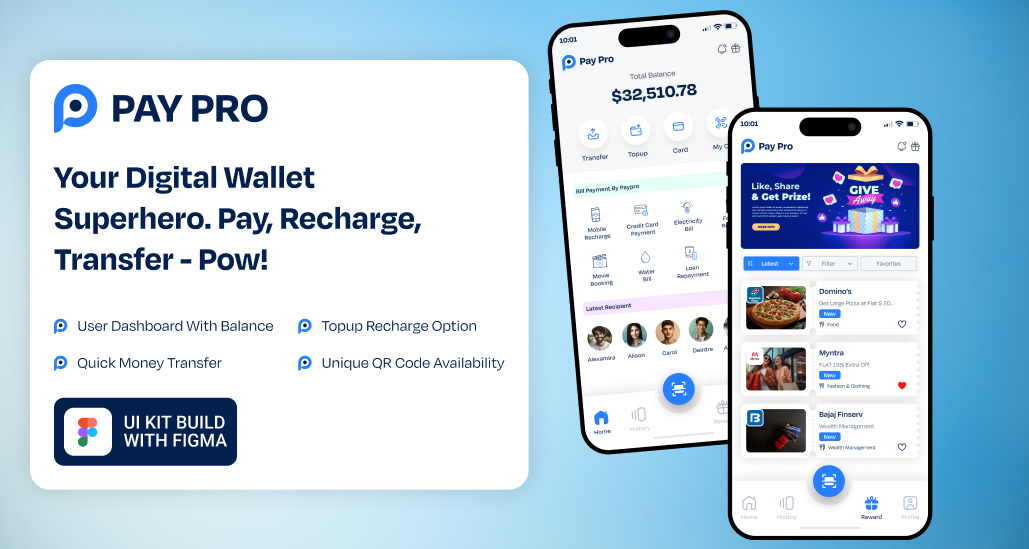 PAY PRO
Your Digital Wallet
Superhero. Pay, Recharge,
Transfer - Pow!
User Dashboard With Balance
Topup Recharge Option
Quick Money Transfer
Unique QR Code Availability
UI KIT BUILD
WITH FIGMA
10:01
Pay Pro
Total Balance
$32,510.78
Transfer
Topup
Card
My
Bill Payment By Paypro
Mobile
Recharge
Credit Card
Payment
Electricity
Bill
Movie
Booking
Water
Bill
Loan
Repayment
Latest Recipient
Alexandra
Alison
Carol
Deirdre
Home
History
10:01
Pay Pro
Like, Share
& Get Prize!
GIVE
Away
Latest
Filter
Favorites
Domino's
Get Large Pizza at Flat $ 20...
New
Food
Myntra
FLAT 15% Extra Off
New
Fashion & Clothing
Bajaj Finserv
Wealth Management
New
Wealth Management
Home
History
Reward
Profile